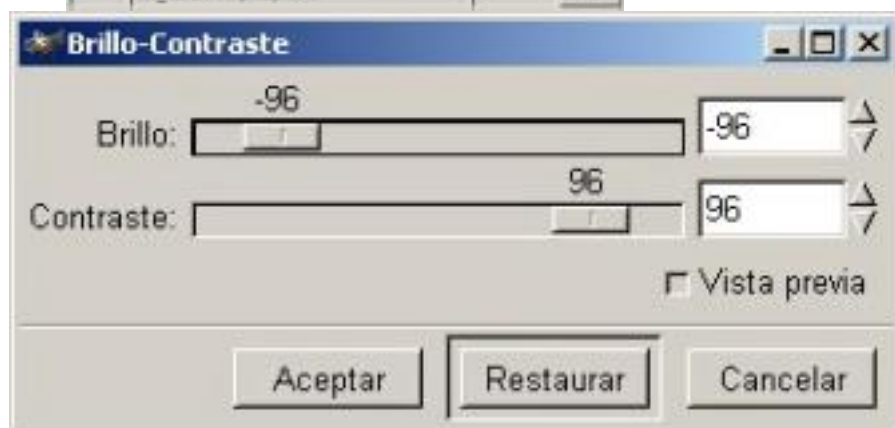 Brillo-Contraste
-96
Brillo: -96
96
Contraste: 96
Vista previa
Aceptar Restaurar Cancelar